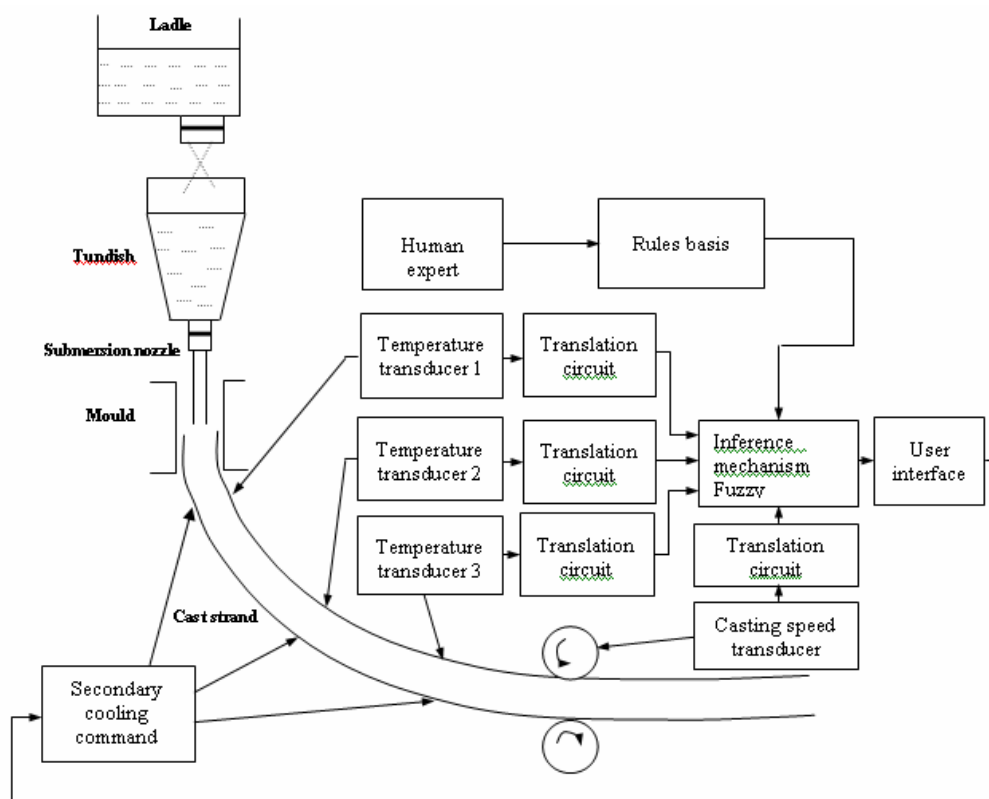 Ladle
Tundish
Submersion nozzle
Mould
Human
expert
Rules basis
Temperature
transducer 1
Translation
circuit
Temperature
transducer 2
Translation
circuit
Temperature
transducer 3
Translation
circuit
Inference
mechanism
Fuzzy
User
interface
Translation
circuit
Casting speed
transducer
Cast strand
Secondary
cooling
command